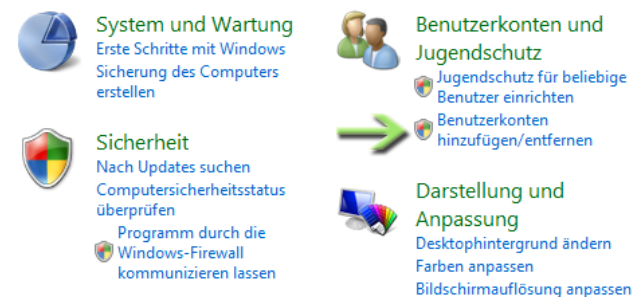 System und Wartung
Erste Schritte mit Windows
Sicherung des Computers
erstellen
Sicherheit
Nach Updates suchen
Computersicherheitsstatus
überprüfen
Programm durch die
Windows-Firewall
kommunizieren lassen
Benutzerkonten und
Jugendschutz
Jugendschutz für beliebige
Benutzer einrichten
Benutzerkonten
hinzufügen/entfernen
Darstellung und
Anpassung
Desktophintergrund ändern
Farben anpassen
Bildschirmauflösung anpassen